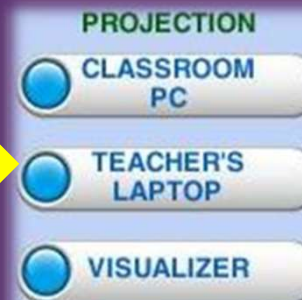 PROJECTION
CLASSROOM
PC
TEACHER'S
LAPTOP
VISUALIZER